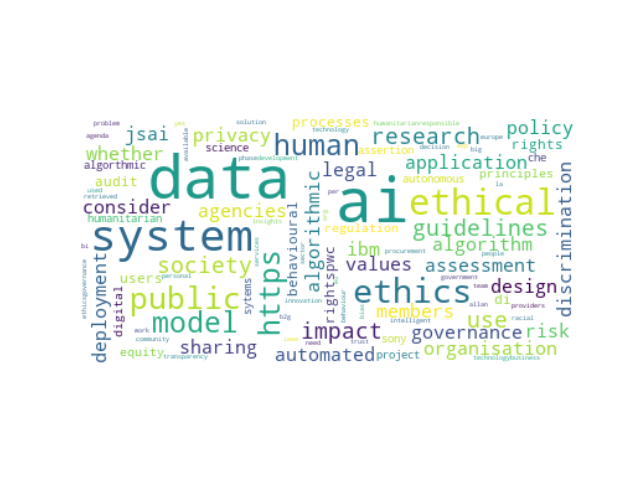 problem
yes
solution
humanitarianresponsible
agenda
jsai
privacy
processes
technology
assertion
research
policy
science
human
decision
big
europe
rights
whether
available
algorthmic
phasedevelopment
legal
application
principles
che
audit
data
ai
ethical
used
retrieved
autonomous
per
la
consider
agencies
insights
algorithmic
behavioural
guidelines
discrimination
humanitarian
org
regulation
system
ibm
algorithm
bi
society
https
services
sector
rightspwc
values
assessment
ethicsgovernance
users
procurement
people
government
digital
public
sytems
ethics
team
design
deployment
innovation
behaviour
members
allan
di
providers
model
b2g
bias
intelligent
use
racial
work
impact
governance
risk
community
equity
sharing
need
trust
sony
organisation
transparency
personal
automated
project
technologybusiness